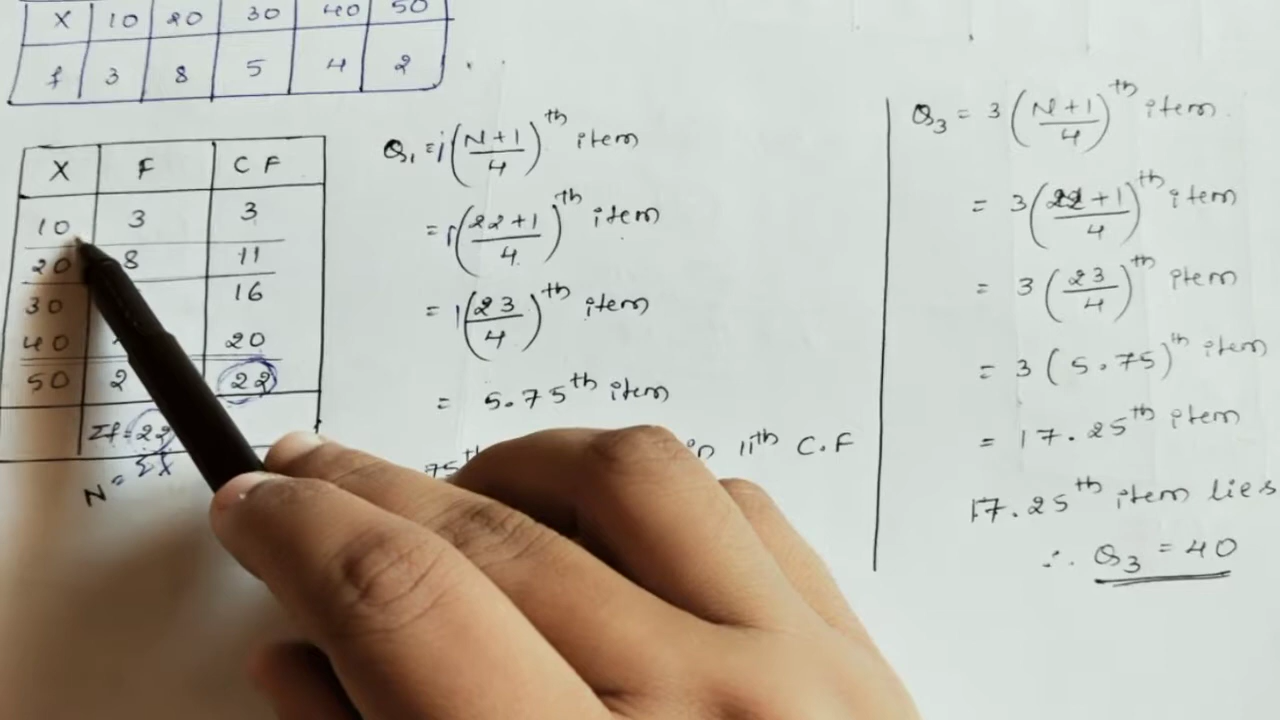 X 10 20 30 40 50
f 3 8 5 4 2
X F CF
10 3 3
20 8 11
30 16
40 20
50 2 22
Σf = 22
N =
Q₁ = i(N+1/4)th item
= 1(22+1/4)th item
= 1(23/4)th item
= 5.75th item
75th in 11th C.F
Q₃ = 3(N+1/4)th item
= 3(22+1/4)th item
= 3(23/4)th item
= 3(5.75)th item
= 17.25th item
17.25th item lies
∴ Q₃ = 40